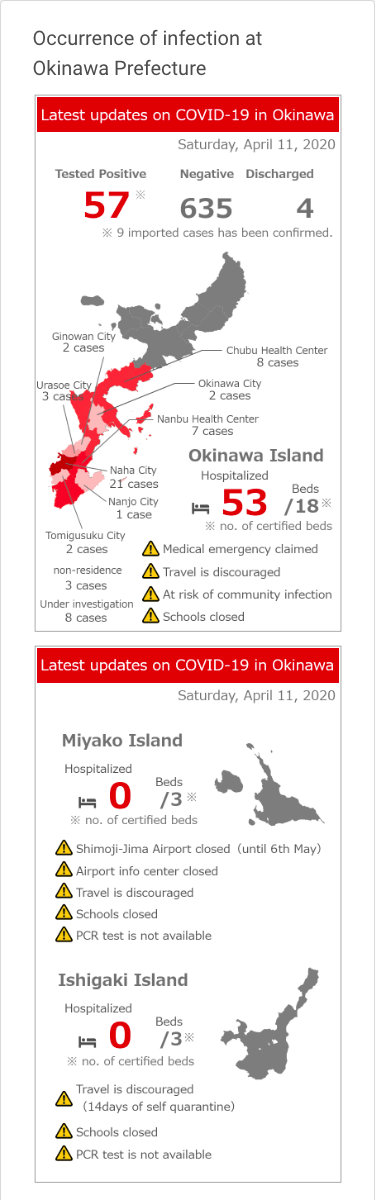 Occurrence of infection at
Okinawa Prefecture
Latest updates on COVID-19 in Okinawa
Saturday, April 11, 2020
Tested Positive Negative Discharged
57※ 635 4
※ 9 imported cases has been confirmed.
Ginowan City
2 cases
Chubu Health Center
8 cases
Urasoe City
3 cases
Okinawa City
2 cases
Nanbu Health Center
7 cases
Okinawa Island
Naha City
21 cases
Hospitalized
53
Beds
/18※
※ no. of certified beds
Nanjo City
1 case
Tomigusuku City
2 cases
Medical emergency claimed
non-residence
3 cases
Travel is discouraged
At risk of community infection
Under investigation
8 cases
Schools closed
Latest updates on COVID-19 in Okinawa
Saturday, April 11, 2020
Miyako Island
Hospitalized
0
Beds
/3※
※ no. of certified beds
Shimoji-Jima Airport closed (until 6th May)
Airport info center closed
Travel is discouraged
Schools closed
PCR test is not available
Ishigaki Island
Hospitalized
0
Beds
/3※
※ no. of certified beds
Travel is discouraged
(14days of self quarantine)
Schools closed
PCR test is not available